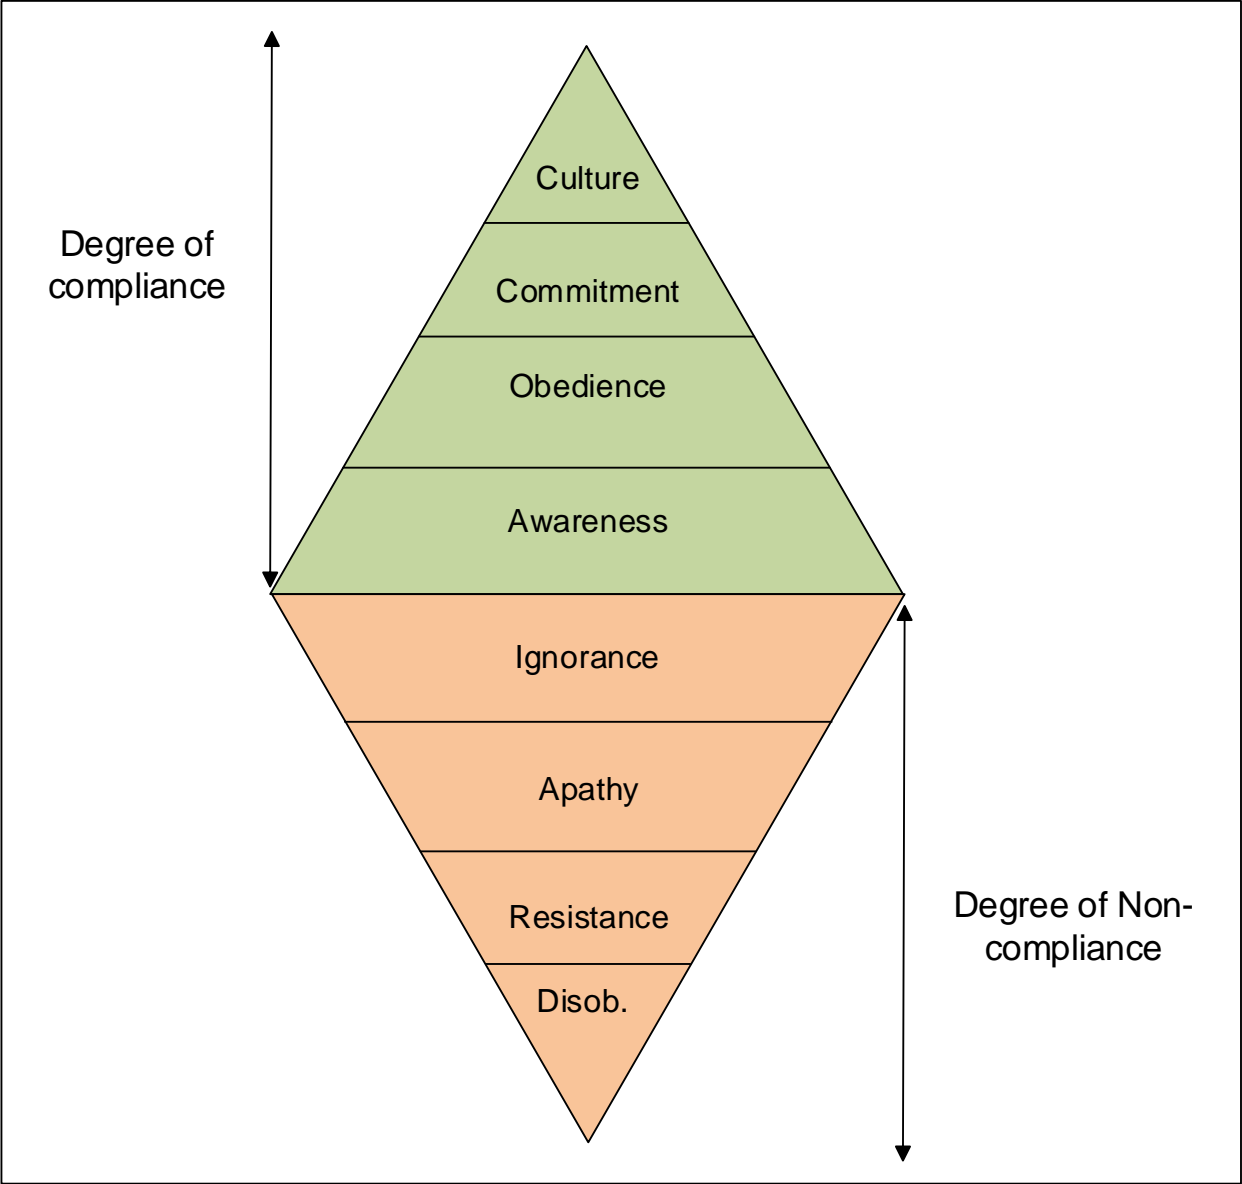 Culture
Degree of
compliance
Commitment
Obedience
Awareness
Ignorance
Apathy
Resistance
Degree of Non-
compliance
Disob.